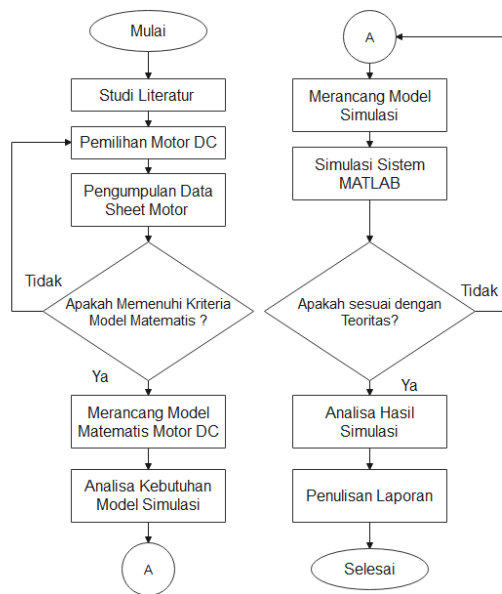 Mulai
Studi Literatur
Pemilihan Motor DC
Pengumpulan Data
Sheet Motor
Tidak
Apakah Memenuhi Kriteria
Model Matematis ?
Ya
Merancang Model
Matematis Motor DC
Analisa Kebutuhan
Model Simulasi
A
A
Merancang Model
Simulasi
Simulasi Sistem
MATLAB
Apakah sesuai dengan
Teoritas?
Tidak
Ya
Analisa Hasil
Simulasi
Penulisan Laporan
Selesai